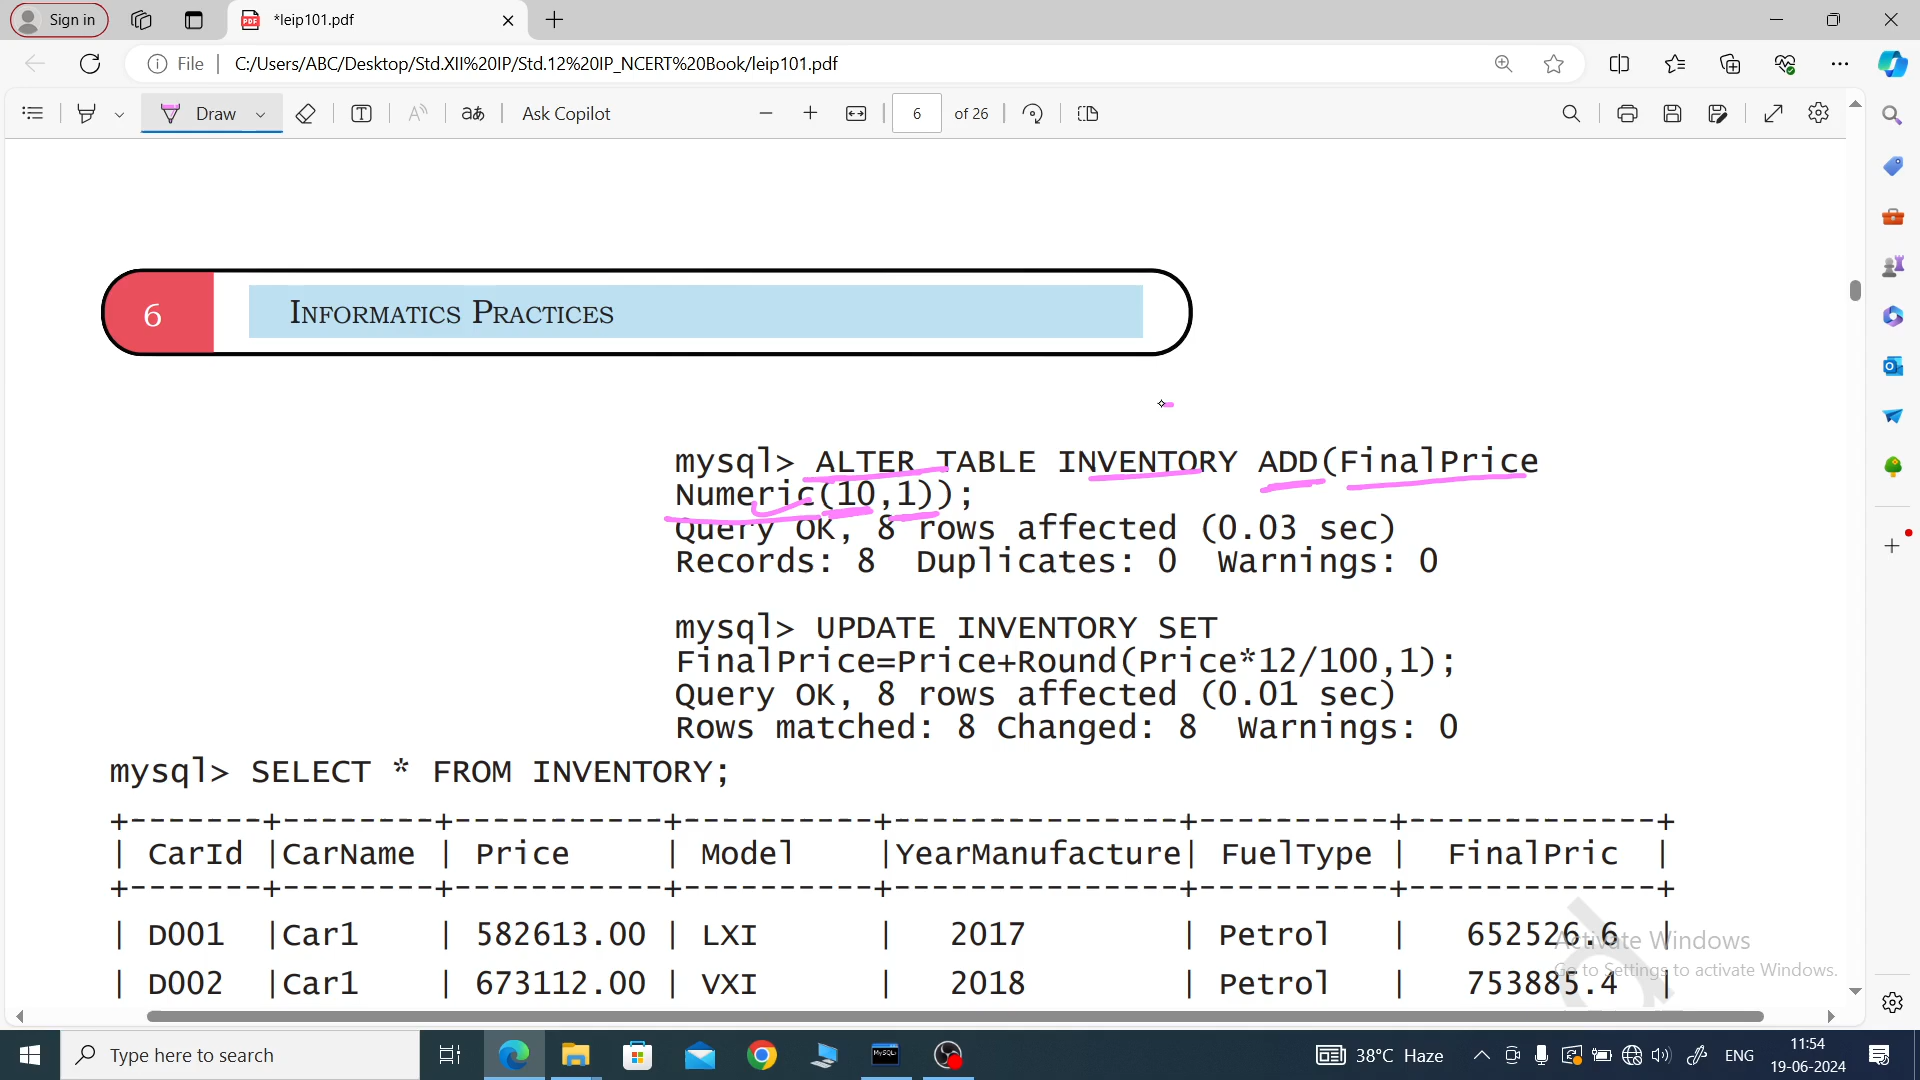 Sign in
*leip101.pdf
File
C:/Users/ABC/Desktop/Std.XII%20IP/Std.12%20IP_NCERT%20Book/leip101.pdf
Draw
Ask Copilot
6
of 26
6
INFORMATICS PRACTICES
mysql> ALTER TABLE INVENTORY ADD(FinalPrice
Numeric(10,1));
Query OK, 8 rows affected (0.03 sec)
Records: 8 Duplicates: 0 Warnings: 0
mysql> UPDATE INVENTORY SET
FinalPrice=Price+Round(Price*12/100,1);
Query OK, 8 rows affected (0.01 sec)
Rows matched: 8 Changed: 8 Warnings: 0
mysql> SELECT * FROM INVENTORY;
+-------+--------+-----------+----------+---------------+----------+-------------+
| CarId |CarName | Price | Model |YearManufacture| FuelType | FinalPric |
+-------+--------+-----------+----------+---------------+----------+-------------+
| D001 |Car1 | 582613.00 | LXI | 2017 | Petrol | 652526.6 |
| D002 |Car1 | 673112.00 | VXI | 2018 | Petrol | 753885.4 |
Activate Windows
Go to Settings to activate Windows.
Type here to search
38°C Haze
ENG
11:54
19-06-2024